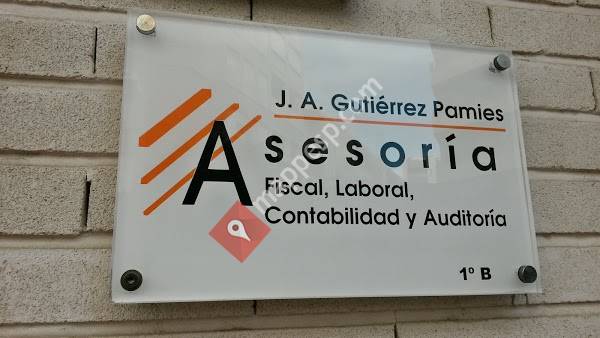 J. A. Gutiérrez Pamies
Asesoría
Fiscal, Laboral,
Contabilidad y Auditoría
1º B